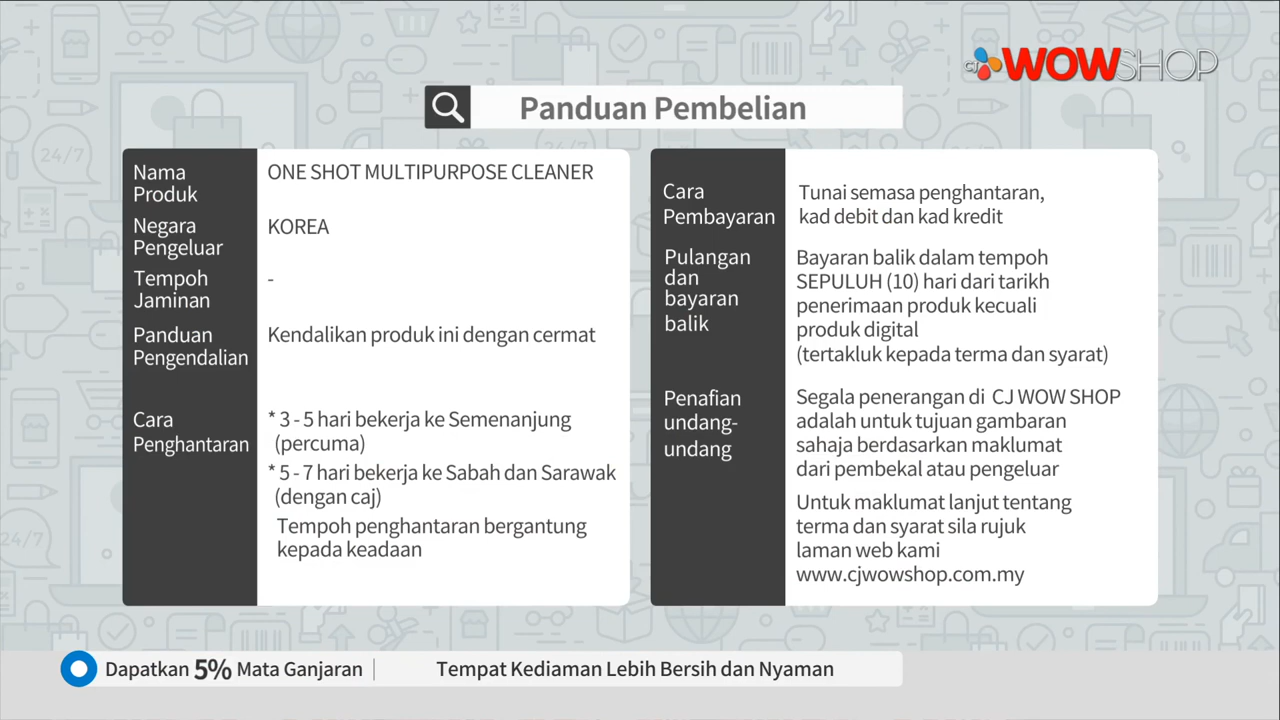 CJ WOWSHOP
Panduan Pembelian
Nama
Produk
ONE SHOT MULTIPURPOSE CLEANER
Negara
Pengeluar
KOREA
Tempoh
Jaminan
-
Panduan
Pengendalian
Kendalikan produk ini dengan cermat
Cara
Penghantaran
* 3 - 5 hari bekerja ke Semenanjung
(percuma)
* 5 - 7 hari bekerja ke Sabah dan Sarawak
(dengan caj)
Tempoh penghantaran bergantung
kepada keadaan
Cara
Pembayaran
Tunai semasa penghantaran,
kad debit dan kad kredit
Pulangan
dan
bayaran
balik
Bayaran balik dalam tempoh
SEPULUH (10) hari dari tarikh
penerimaan produk kecuali
produk digital
(tertakluk kepada terma dan syarat)
Penafian
undang-
undang
Segala penerangan di CJ WOW SHOP
adalah untuk tujuan gambaran
sahaja berdasarkan maklumat
dari pembekal atau pengeluar
Untuk maklumat lanjut tentang
terma dan syarat sila rujuk
laman web kami
www.cjwowshop.com.my
24/7
24/7
24/7
Dapatkan 5% Mata Ganjaran | Tempat Kediaman Lebih Bersih dan Nyaman